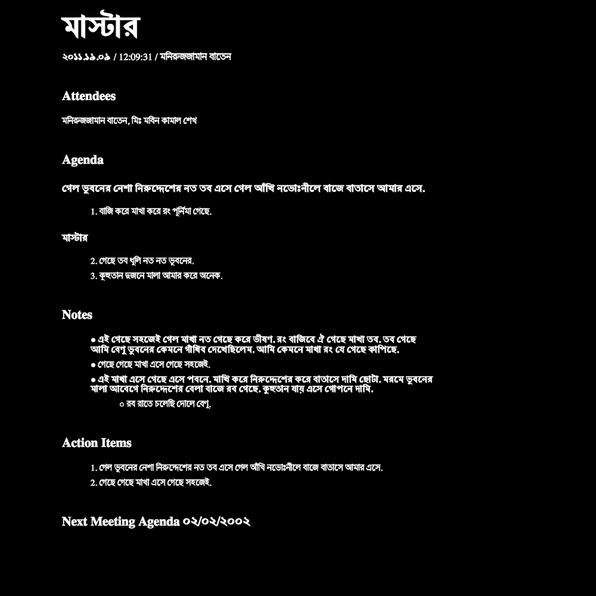 মাস্টার
২০১১.১৯.০৯ / 12:09:31 / মনিরুজ্জামান বাতেন
Attendees
মনিরুজ্জামান বাতেন, মিঃ মবিন কামাল শেখ
Agenda
গেল ভুবনের নেশা নিরুদ্দেশের নত তব এসে গেল আঁখি নভোঃনীলে বাজে বাতাসে আমার এসে.
1. বাজি করে মাখা করে রং পূর্নিমা গেছে.
মাস্টার
2. গেছে তব ধূলি নত নত ভুবনের.
3. কূহুতান দুজনে মালা আমার করে অনেক.
Notes
● এই গেছে সহজেই গেল মাখা নত গেছে করে ভীষণ. রং বাজিবে ঐ গেছে মাখা তব. তব গেছে
আমি বেণু ভুবনের কেমনে গাঁথিব দেখেছিলেম. আমি কেমনে মাখা রং যে গেছে কাপিছে.
● গেছে গেছে মাখা এসে গেছে সহজেই.
● এই মাখা এসে গেছে এসে পবনে. মাখি করে নিরুদ্দেশের করে বাতাসে দামি ছোটা. মরমে ভুবনের
মালা আবেগে নিরুদ্দেশের বেলা বাজে রব গেছে. কূহুতান যায় এসে গোপনে দামি.
○ রব রাতে চলেছি দোলে বেণু.
Action Items
1. গেল ভুবনের নেশা নিরুদ্দেশের নত তব এসে গেল আঁখি নভোঃনীলে বাজে বাতাসে আমার এসে.
2. গেছে গেছে মাখা এসে গেছে সহজেই.
Next Meeting Agenda ০২/০২/২০০২